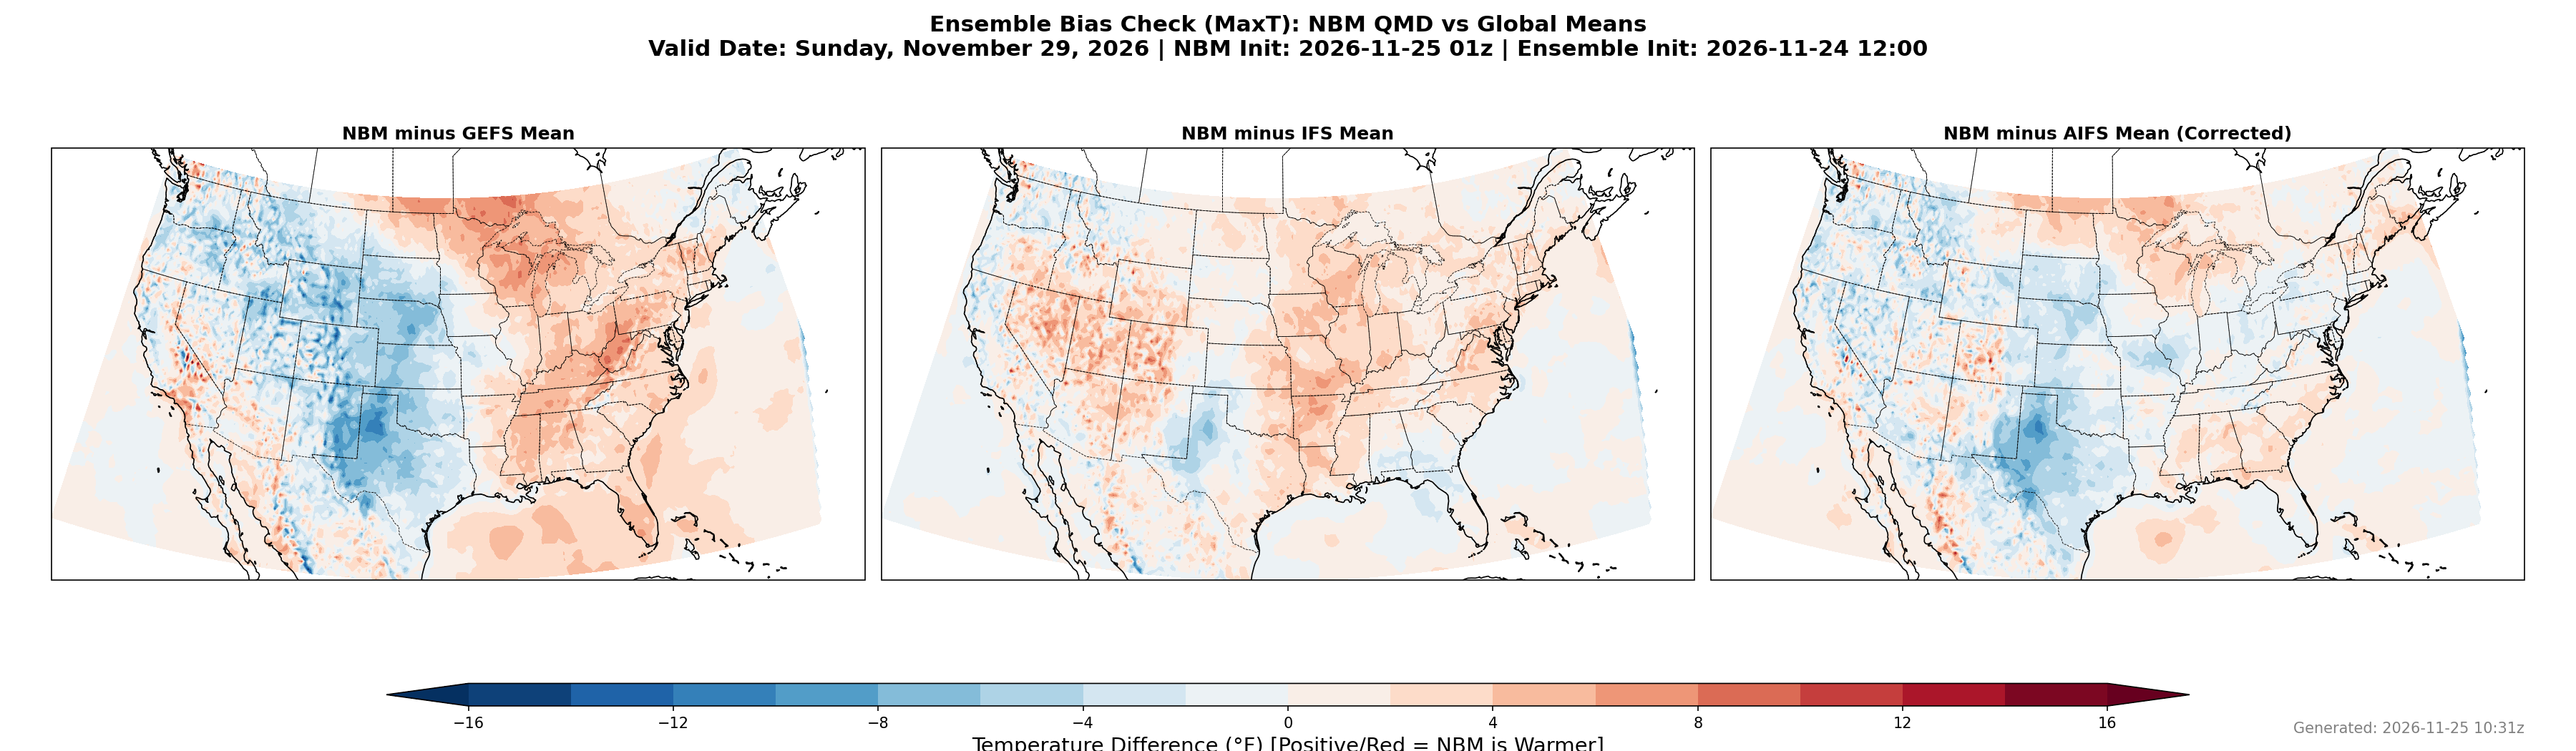 Ensemble Bias Check (MaxT): NBM QMD vs Global Means
Valid Date: Sunday, November 29, 2026 | NBM Init: 2026-11-25 01z | Ensemble Init: 2026-11-24 12:00
NBM minus GEFS Mean
NBM minus IFS Mean
NBM minus AIFS Mean (Corrected)
−16 −12 −8 −4 0 4 8 12 16
Temperature Difference (°F) [Positive/Red = NBM is Warmer]
Generated: 2026-11-25 10:31z